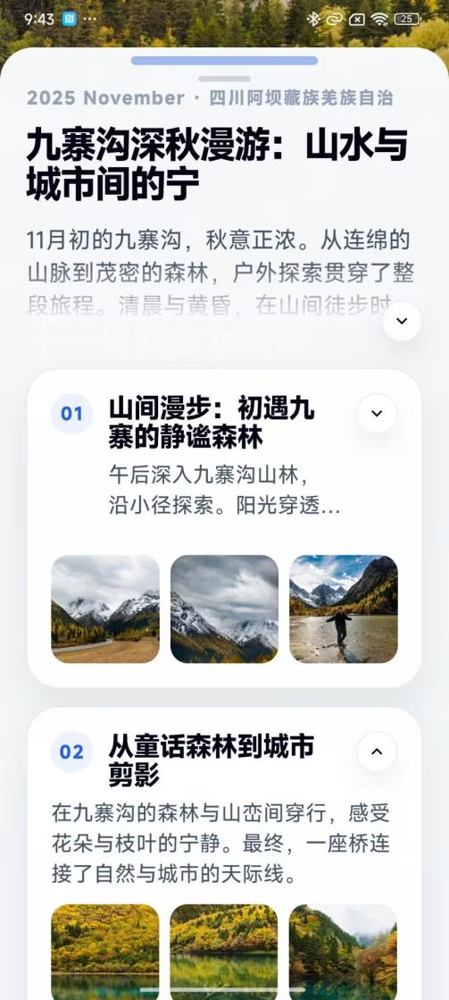 9:43
25
2025 November · 四川阿坝藏族羌族自治
九寨沟深秋漫游：山水与
城市间的宁
11月初的九寨沟，秋意正浓。从连绵的
山脉到茂密的森林，户外探索贯穿了整
段旅程。清晨与黄昏，在山间徒步时
01
山间漫步：初遇九
寨的静谧森林
午后深入九寨沟山林，
沿小径探索。阳光穿透...
02
从童话森林到城市
剪影
在九寨沟的森林与山峦间穿行，感受
花朵与枝叶的宁静。最终，一座桥连
接了自然与城市的天际线。